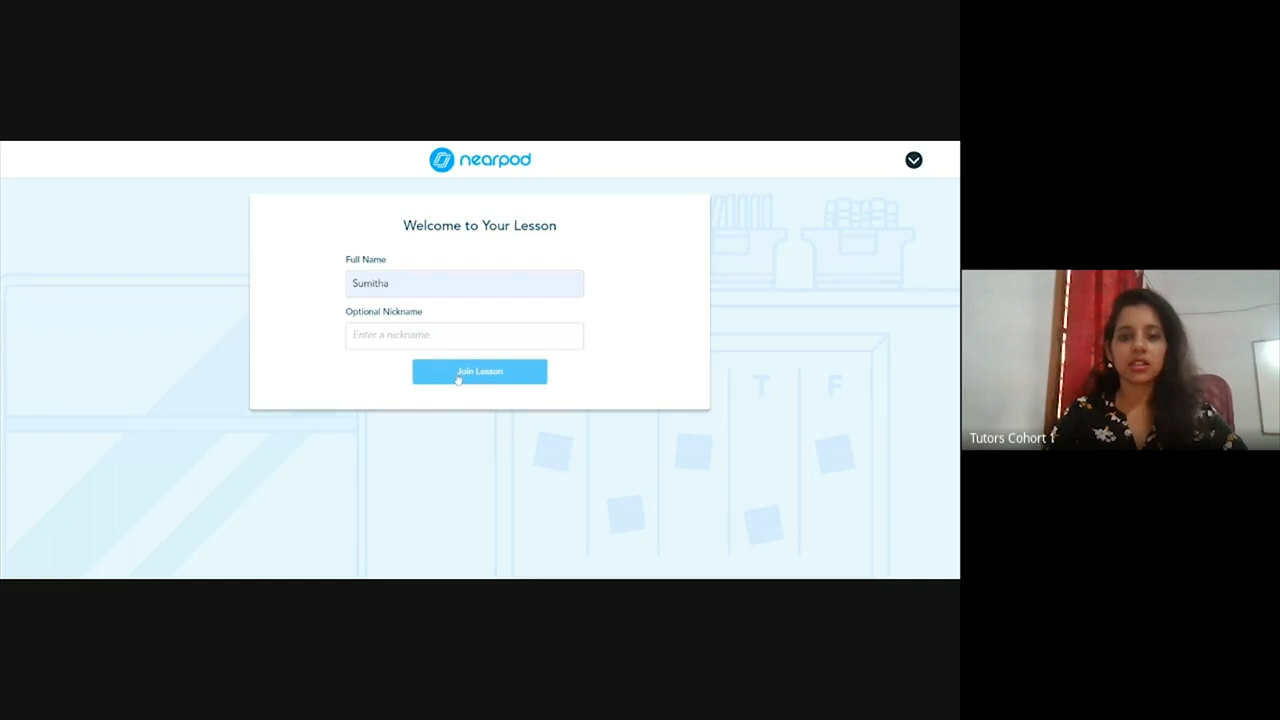 nearpod
Welcome to Your Lesson
Full Name
Sumitha
Optional Nickname
Enter a nickname
Join Lesson
T F
Tutors Cohort 1